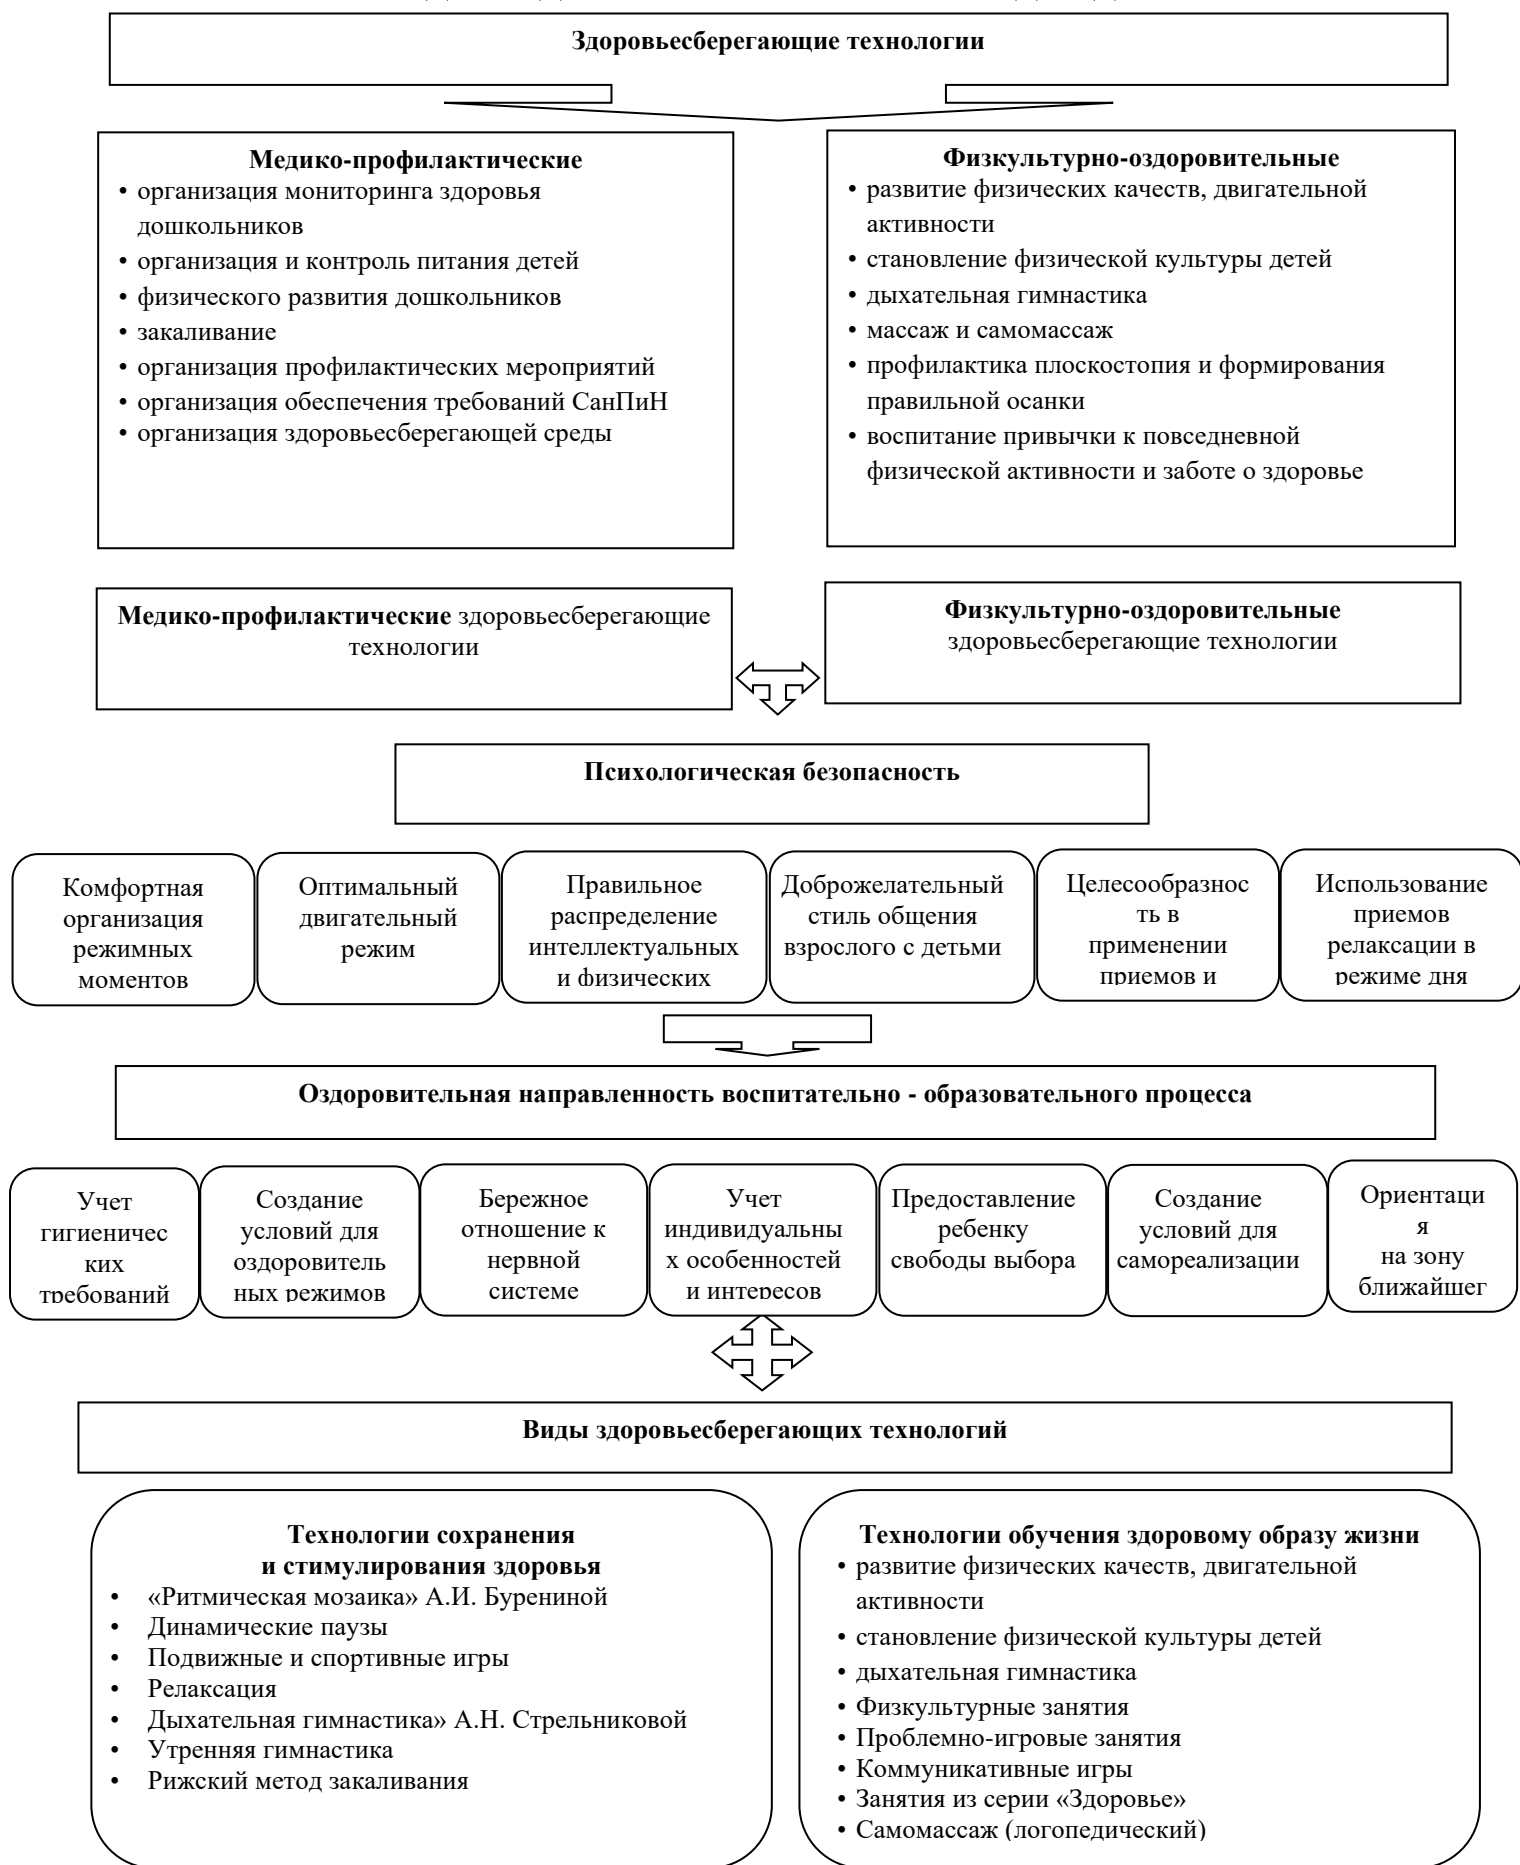 Здоровьесберегающие технологии
Медико-профилактические
• организация мониторинга здоровья
дошкольников
• организация и контроль питания детей
• физического развития дошкольников
• закаливание
• организация профилактических мероприятий
• организация обеспечения требований СанПиН
• организация здоровьесберегающей среды
Физкультурно-оздоровительные
• развитие физических качеств, двигательной
активности
• становление физической культуры детей
• дыхательная гимнастика
• массаж и самомассаж
• профилактика плоскостопия и формирования
правильной осанки
• воспитание привычки к повседневной
физической активности и заботе о здоровье
Медико-профилактические здоровьесберегающие
технологии
Физкультурно-оздоровительные
здоровьесберегающие технологии
Психологическая безопасность
Комфортная
организация
режимных
моментов
Оптимальный
двигательный
режим
Правильное
распределение
интеллектуальных
и физических
Доброжелательный
стиль общения
взрослого с детьми
Целесообразнос
ть в
применении
приемов и
Использование
приемов
релаксации в
режиме дня
Оздоровительная направленность воспитательно - образовательного процесса
Учет
гигиеничес
ких
требований
Создание
условий для
оздоровитель
ных режимов
Бережное
отношение к
нервной
системе
Учет
индивидуальны
х особенностей
и интересов
Предоставление
ребенку
свободы выбора
Создание
условий для
самореализации
Ориентаци
я
на зону
ближайшег
Виды здоровьесберегающих технологий
Технологии сохранения
и стимулирования здоровья
• «Ритмическая мозаика» А.И. Бурениной
• Динамические паузы
• Подвижные и спортивные игры
• Релаксация
• Дыхательная гимнастика» А.Н. Стрельниковой
• Утренняя гимнастика
• Рижский метод закаливания
Технологии обучения здоровому образу жизни
• развитие физических качеств, двигательной
активности
• становление физической культуры детей
• дыхательная гимнастика
• Физкультурные занятия
• Проблемно-игровые занятия
• Коммуникативные игры
• Занятия из серии «Здоровье»
• Самомассаж (логопедический)